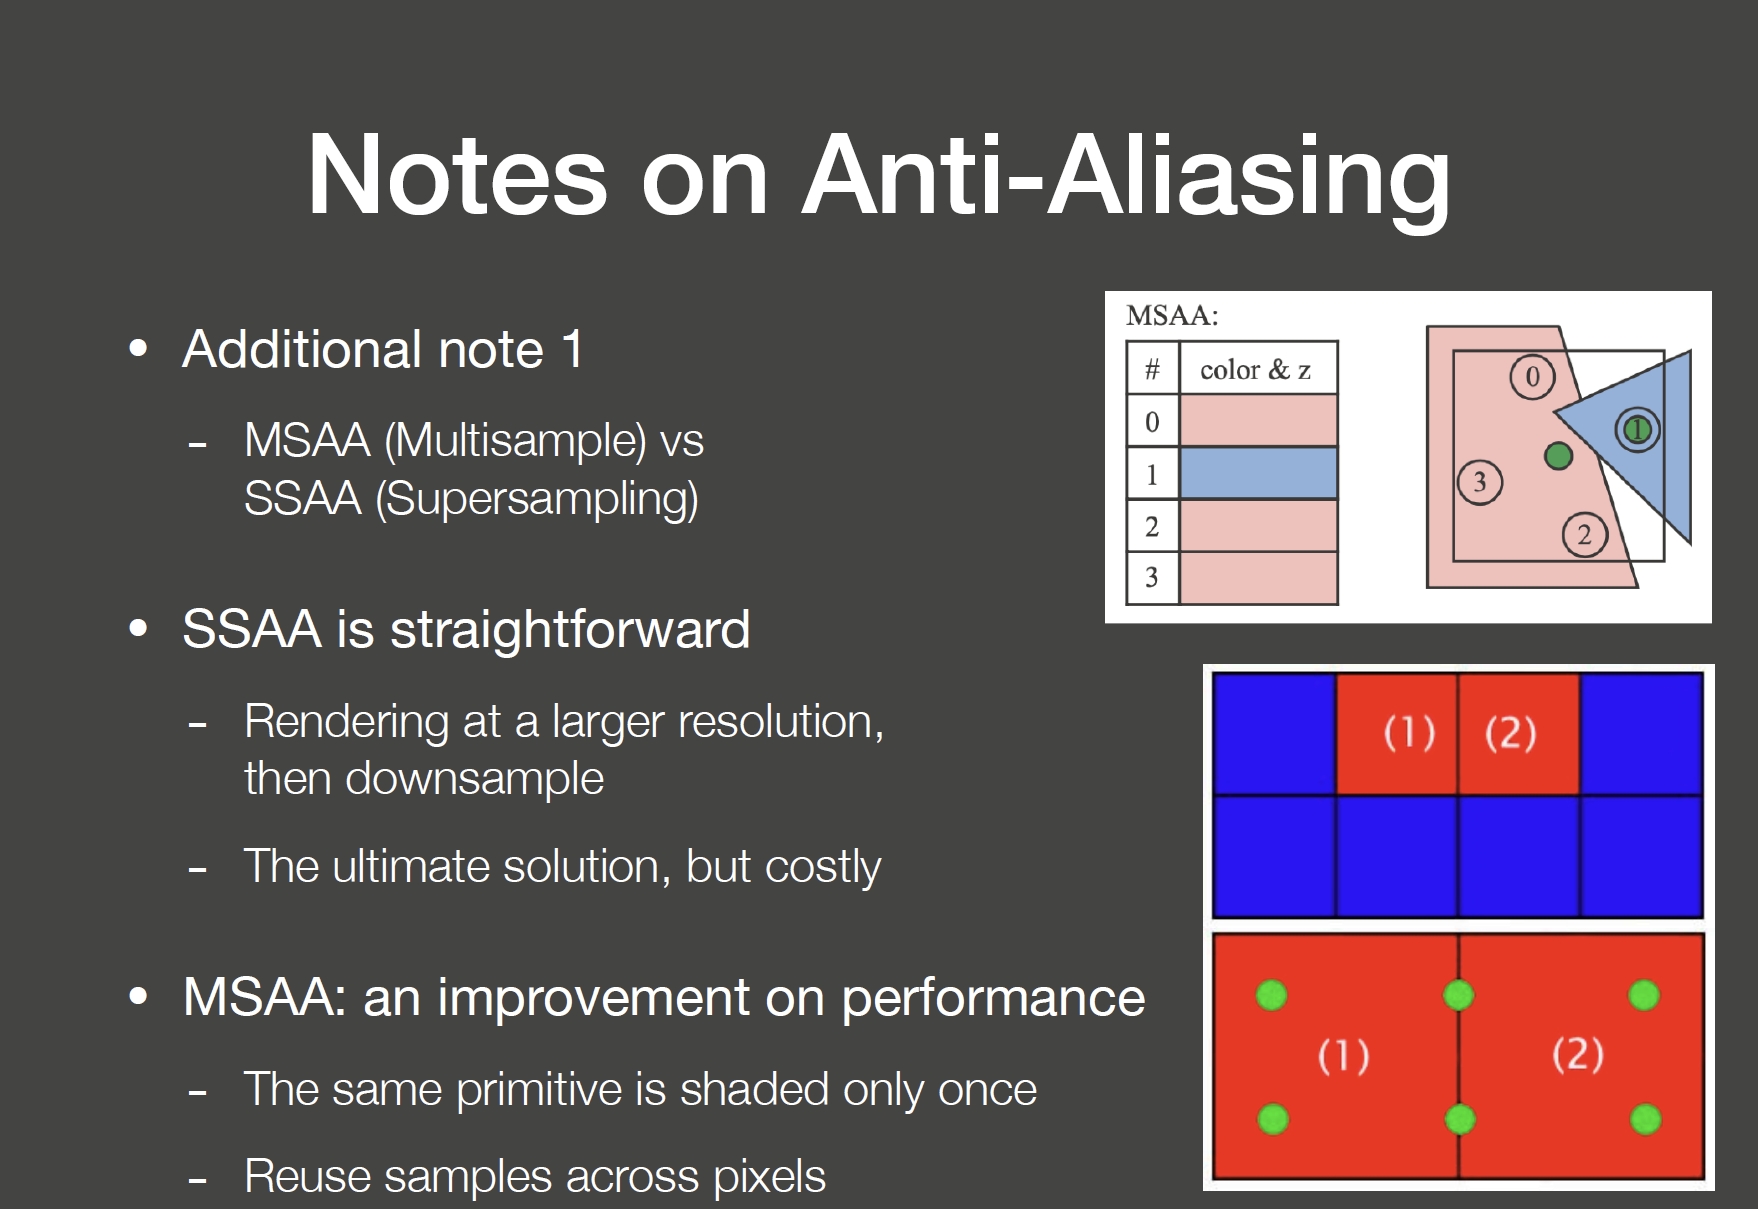 Notes on Anti-Aliasing
• Additional note 1
- MSAA (Multisample) vs
SSAA (Supersampling)
• SSAA is straightforward
- Rendering at a larger resolution,
then downsample
- The ultimate solution, but costly
• MSAA: an improvement on performance
- The same primitive is shaded only once
- Reuse samples across pixels
MSAA:
# color & z
0
1
2
3
0
1
3
2
(1) (2)
(1) (2)